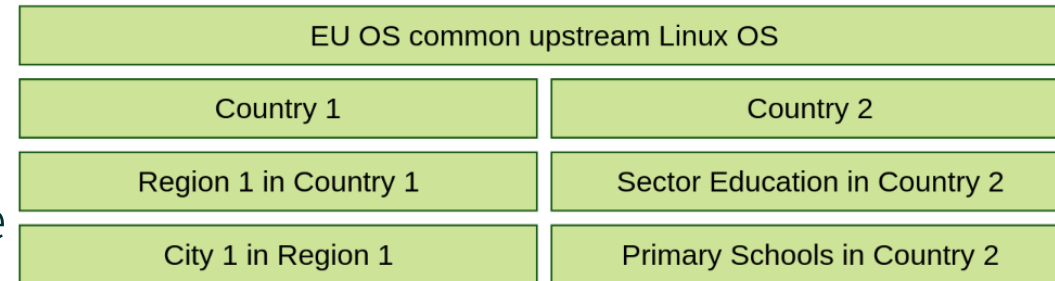 EU OS common upstream Linux OS
Country 1
Country 2
Region 1 in Country 1
Sector Education in Country 2
City 1 in Region 1
Primary Schools in Country 2